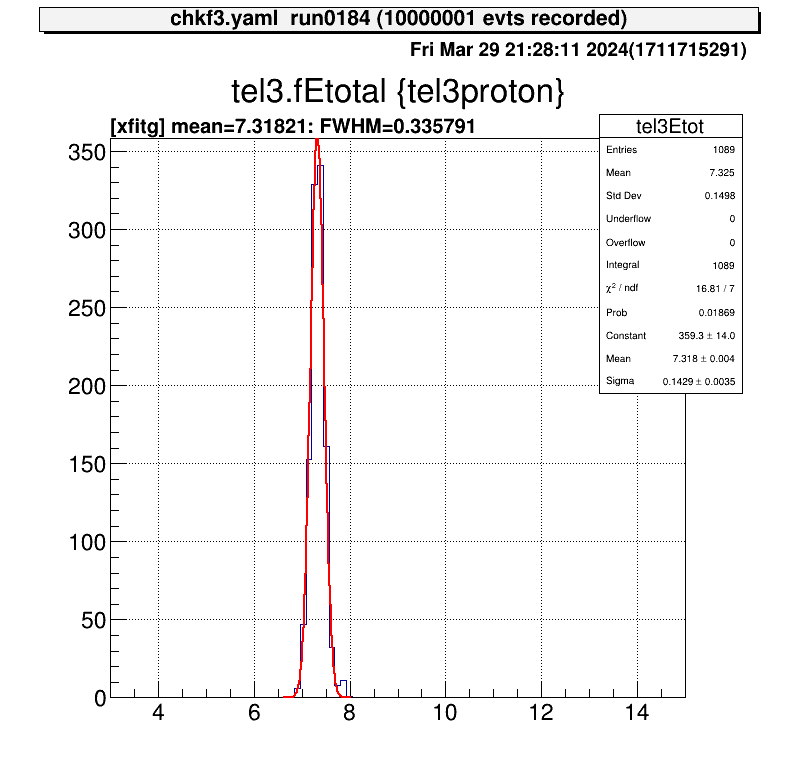 chkf3.yaml run0184 (10000001 evts recorded)
Fri Mar 29 21:28:11 2024(1711715291)
tel3.fEtotal {tel3proton}
[xfitg] mean=7.31821: FWHM=0.335791
tel3Etot
Entries 1089
Mean 7.325
Std Dev 0.1498
Underflow 0
Overflow 0
Integral 1089
χ² / ndf 16.81 / 7
Prob 0.01869
Constant 359.3 ± 14.0
Mean 7.318 ± 0.004
Sigma 0.1429 ± 0.0035
350
300
250
200
150
100
50
0
4 6 8 10 12 14